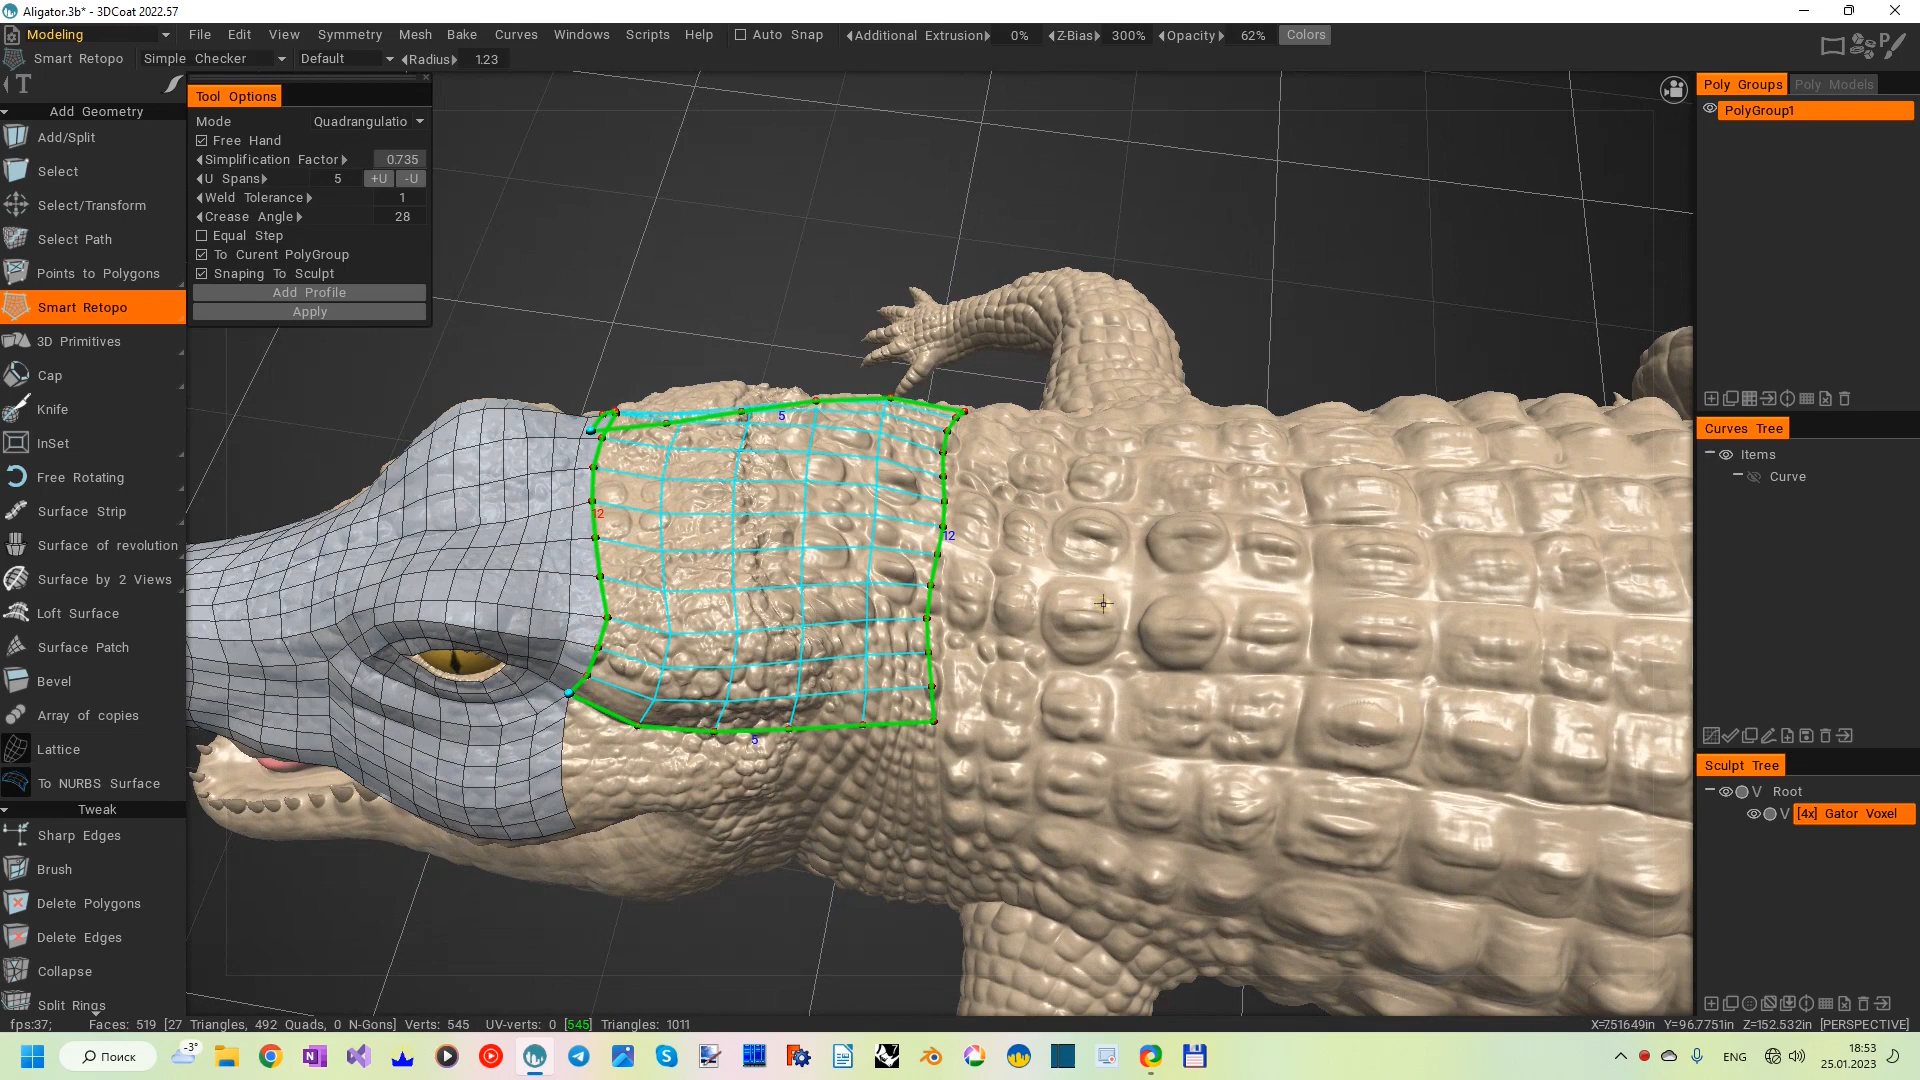 Aligator.3b* - 3DCoat 2022.57
Modeling File Edit View Symmetry Mesh Bake Curves Windows Scripts Help Auto Snap Additional Extrusion 0% Z-Bias 300% Opacity 62% Colors
Smart Retopo Simple Checker Default Radius 1.23
T
Tool Options
Mode Quadrangulatio
Free Hand
Simplification Factor 0.735
U Spans 5 +U -U
Weld Tolerance 1
Crease Angle 28
Equal Step
To Curent PolyGroup
Snaping To Sculpt
Add Profile
Apply
Add Geometry
Add/Split
Select
Select/Transform
Select Path
Points to Polygons
Smart Retopo
3D Primitives
Cap
Knife
InSet
Free Rotating
Surface Strip
Surface of revolution
Surface by 2 Views
Loft Surface
Surface Patch
Bevel
Array of copies
Lattice
To NURBS Surface
Tweak
Sharp Edges
Brush
Delete Polygons
Delete Edges
Collapse
Split Rings
5
12
12
5
Poly Groups Poly Models
PolyGroup1
Curves Tree
Items
Curve
Sculpt Tree
V Root
V [4x] Gator Voxel
fps:37; Faces: 519 [27 Triangles, 492 Quads, 0 N-Gons] Verts: 545 UV-verts: 0 [545] Triangles: 1011
X=7.51649in Y=96.7751in Z=152.532in [PERSPECTIVE]
Поиск
-3°
ENG
18:53
25.01.2023